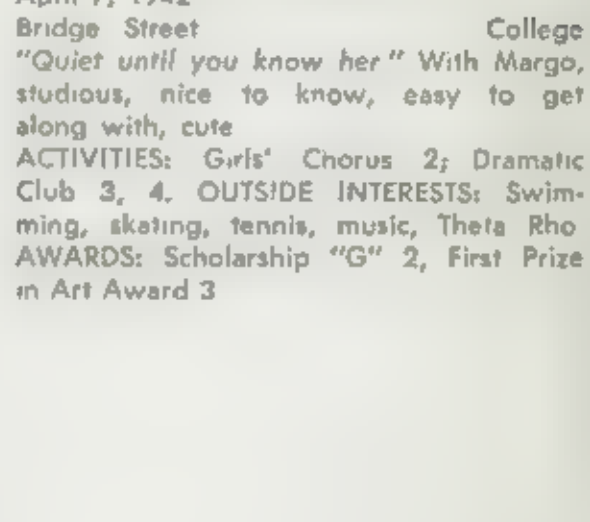 Bridge Street College
"Quiet until you know her" With Margo,
studious, nice to know, easy to get
along with, cute
ACTIVITIES: Girls' Chorus 2; Dramatic
Club 3, 4. OUTSIDE INTERESTS: Swim-
ming, skating, tennis, music, Theta Rho
AWARDS: Scholarship "G" 2, First Prize
in Art Award 3